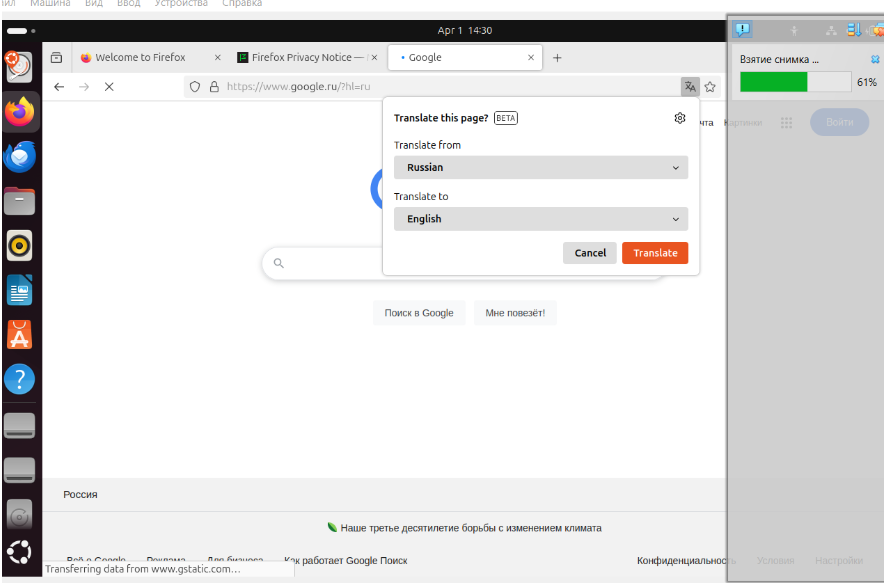 Машина Вид Ввод Устройства Справка
Apr 1 14:30
Welcome to Firefox
Firefox Privacy Notice —
Google
https://www.google.ru/?hl=ru
Взятие снимка ...
61%
Translate this page? BETA
Картинки
Войти
Translate from
Russian
Translate to
English
Cancel Translate
Поиск в Google Мне повезёт!
Россия
Наше третье десятилетие борьбы с изменением климата
Всё о Google Реклама Для бизнеса Как работает Google Поиск Конфиденциальность Условия Настройки
Transferring data from www.gstatic.com…